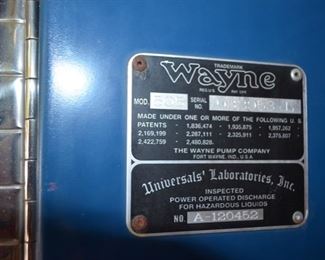 TRADEMARK
Wayne
REG.U.S. PAT. OFF.
MOD. SERIAL NO.
MADE UNDER ONE OR MORE OF THE FOLLOWING U. S.
PATENTS - 1,836,474 - 1,935,875 - 1,957,262
2,169,199 - 2,287,111 - 2,325,911 - 2,375,607
2,422,759 - 2,480,828-
THE WAYNE PUMP COMPANY
FORT WAYNE, IND., U.S.A.
Universals' Laboratories, Inc.
INSPECTED
POWER OPERATED DISCHARGE
FOR HAZARDOUS LIQUIDS
NO. A-120452